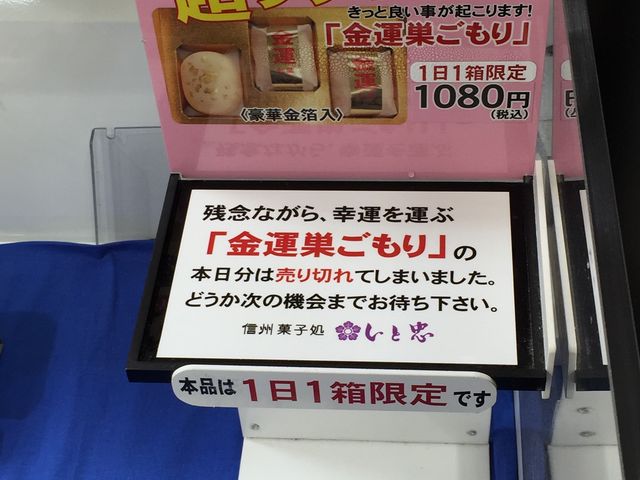 きっと良い事が起こります!
「金運巣ごもり」
金運
金運
1日1箱限定
1080円
(税込)
《豪華金箔入》
残念ながら、幸運を運ぶ
「金運巣ごもり」の
本日分は売り切れてしまいました。
どうか次の機会までお待ち下さい。
信州菓子処 いと忠
本品は1日1箱限定です